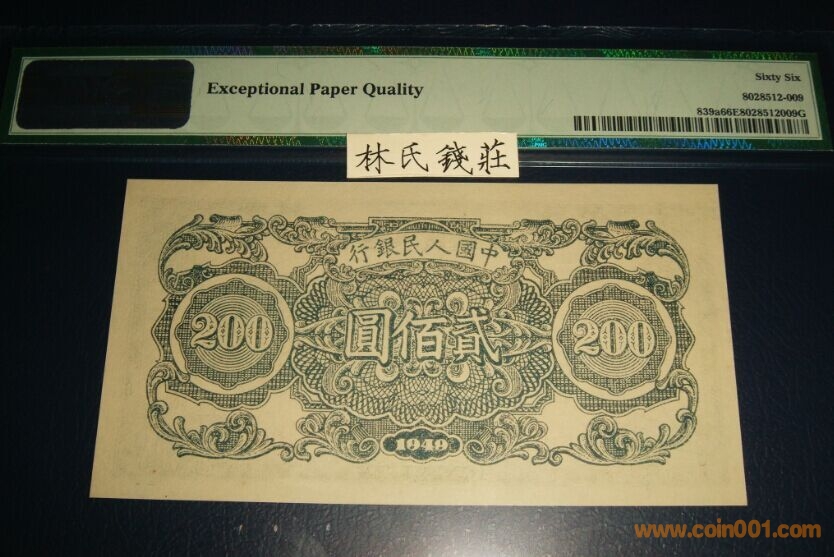 Exceptional Paper Quality
Sixty Six
8028512-009
839a66E8028512009G
林氏錢莊
行銀民人國中
200
圓佰貳
200
1949
www.coin001.com